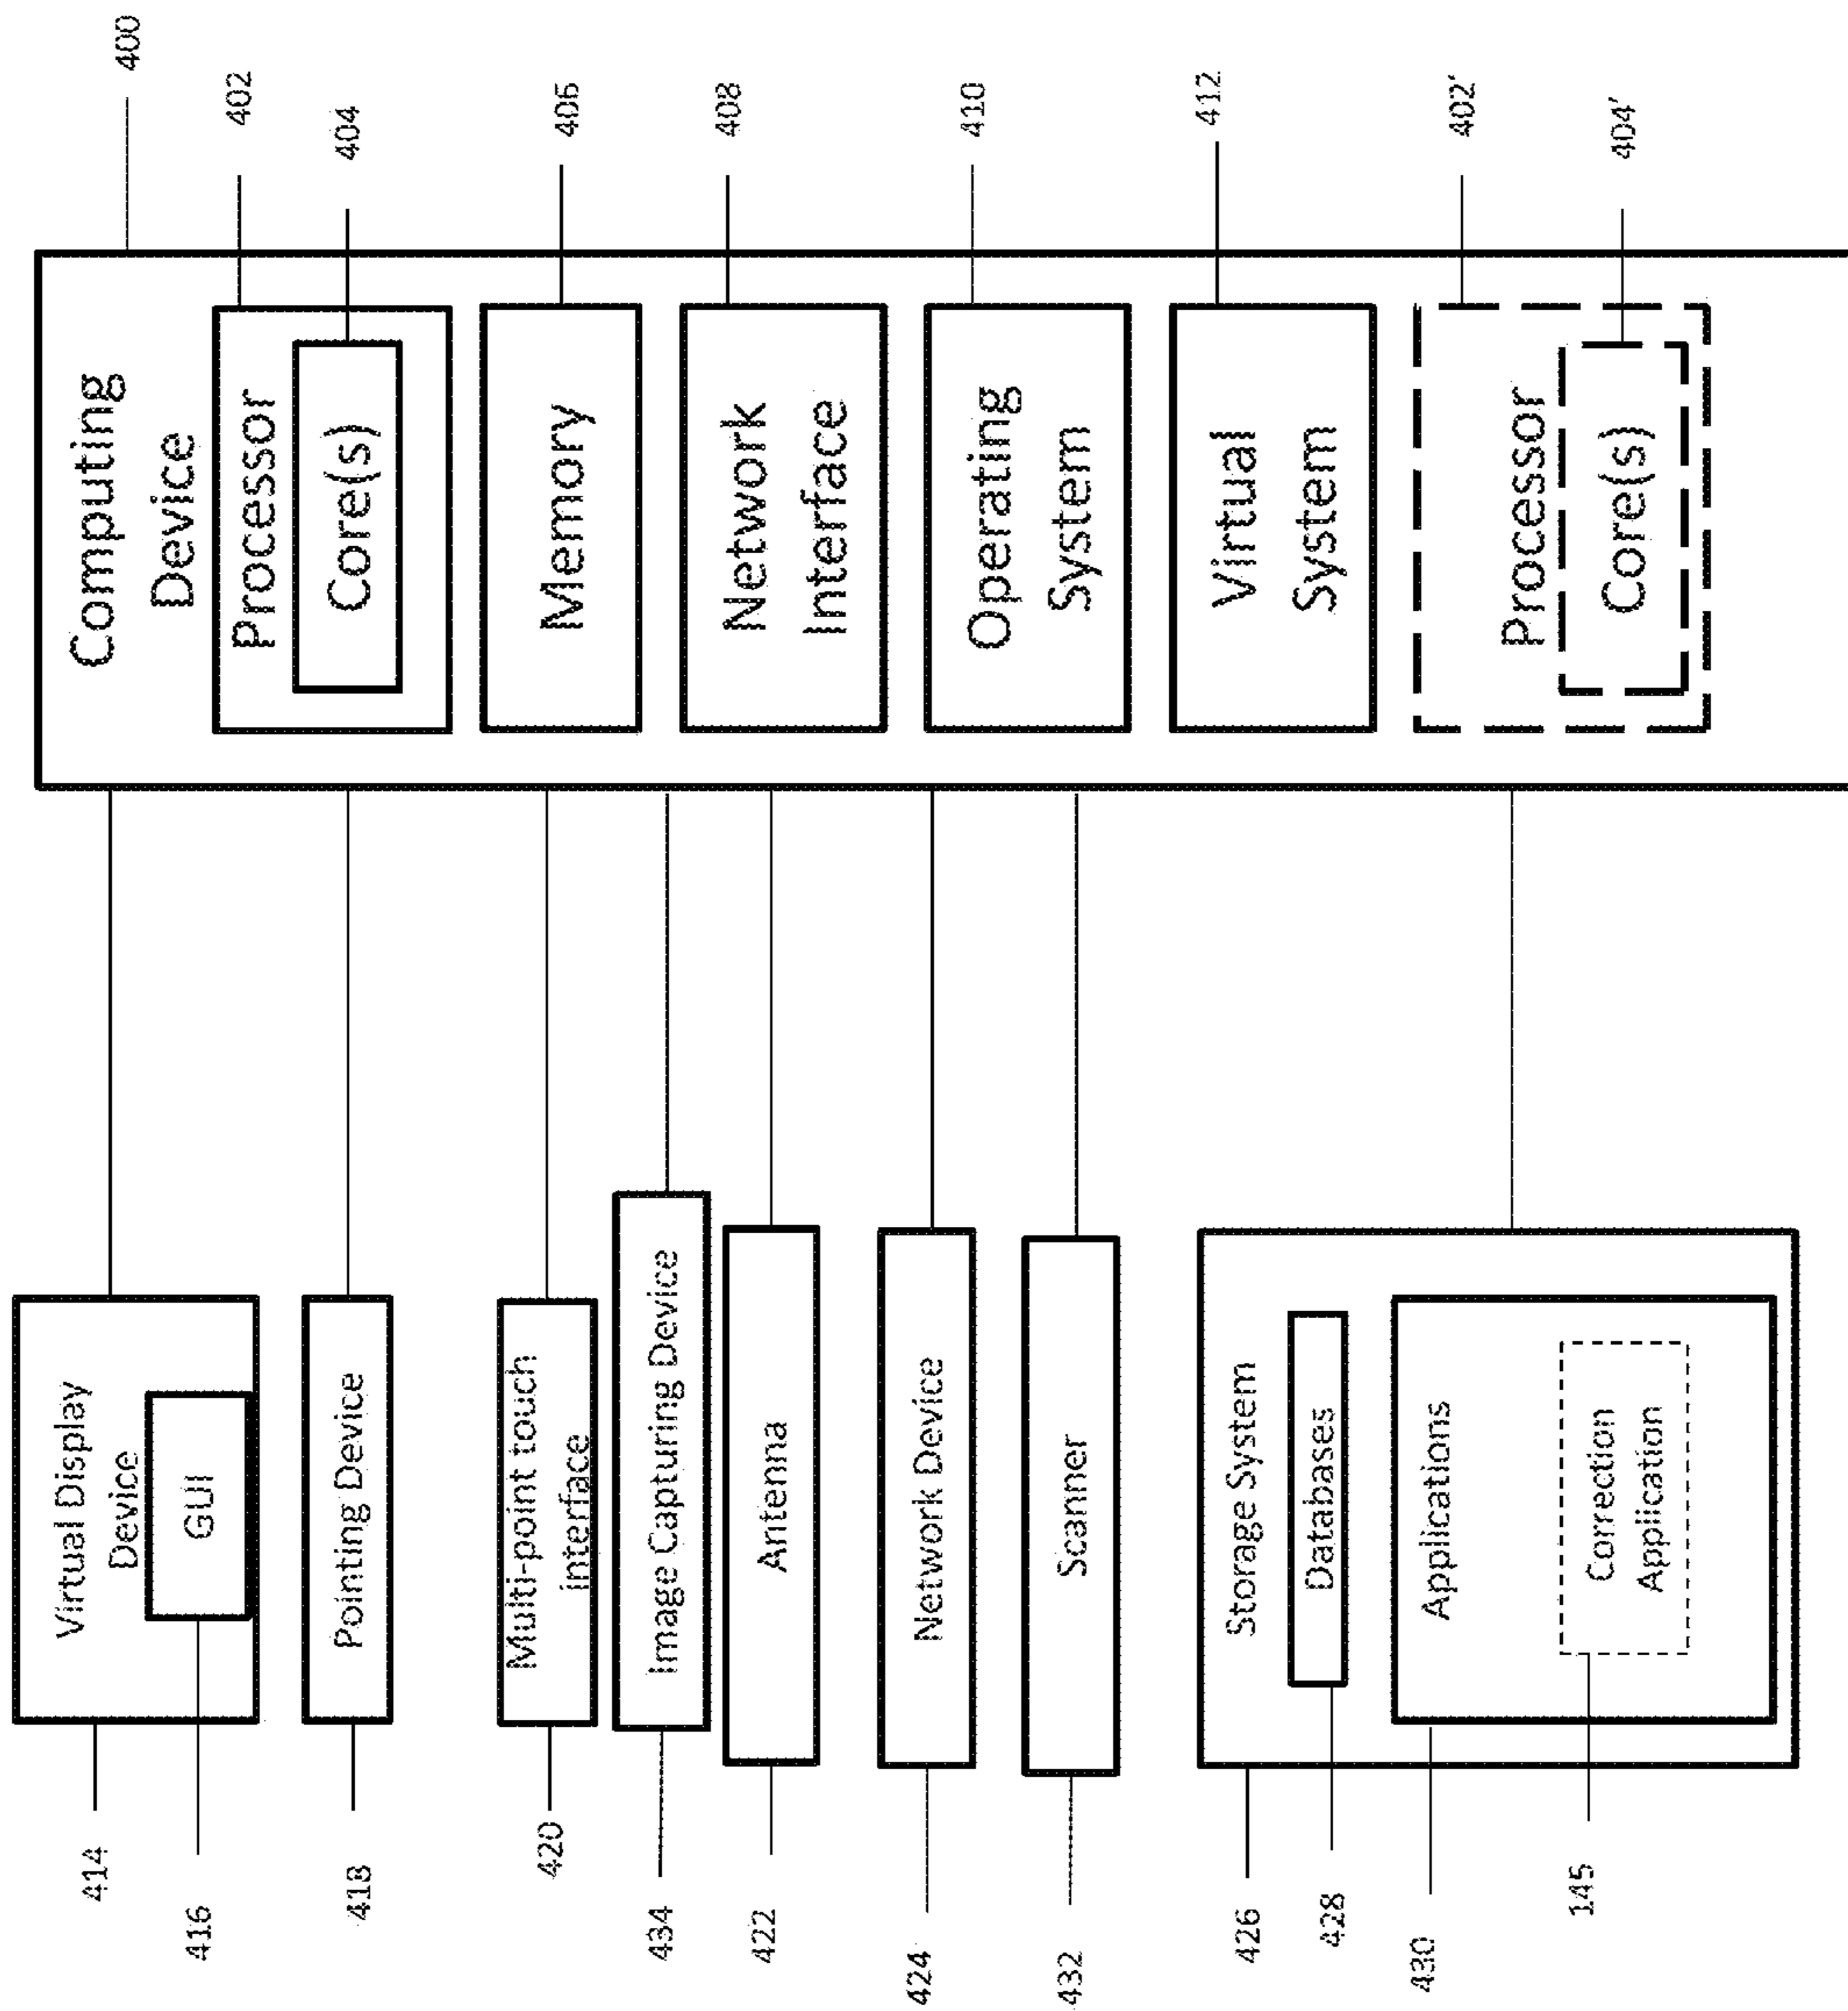 414
Virtual Display
Device
416
GUI
418
Pointing Device
420
Multi-point touch
interface
434
Image Capturing Device
422
Antenna
424
Network Device
432
Scanner
426
Storage System
428
Databases
430
Applications
145
Correction
Application
400
Computing
Device
402
Processor
404
Core(s)
406
Memory
408
Network
Interface
410
Operating
System
412
Virtual
System
402'
Processor
404'
Core(s)